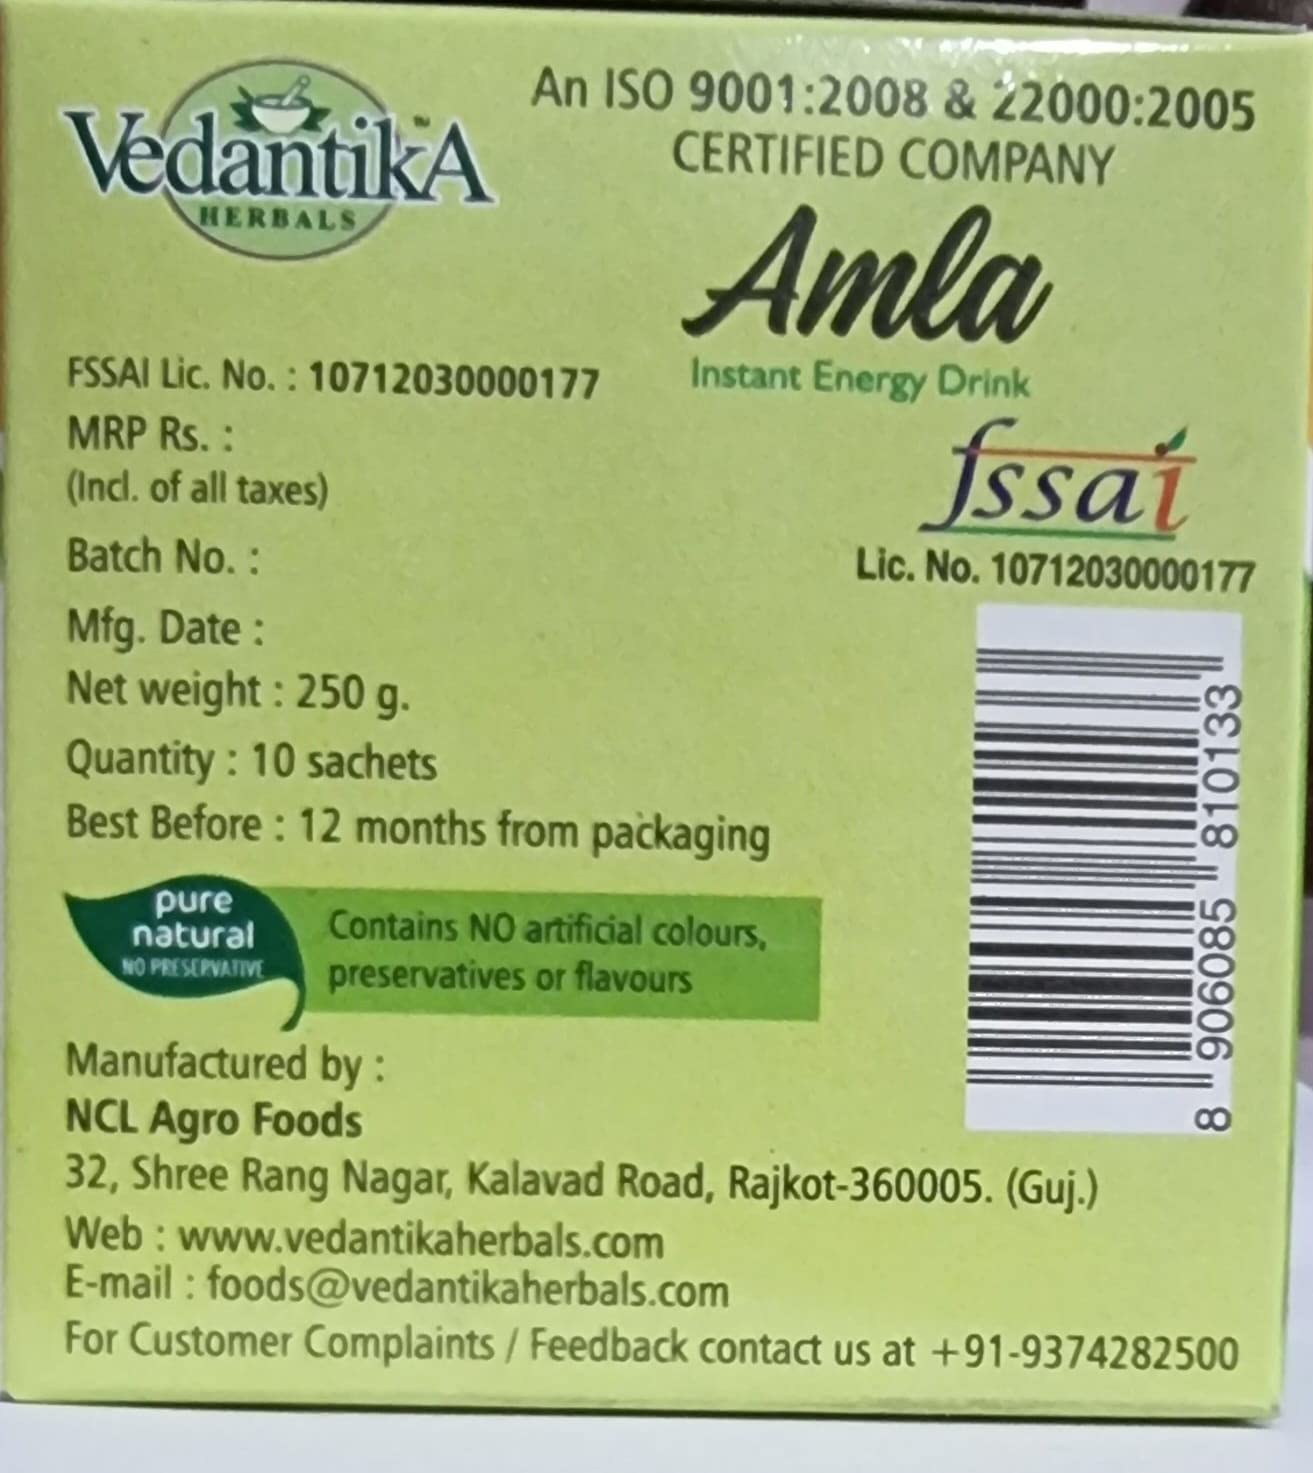 VedantikA™
HERBALS
An ISO 9001:2008 & 22000:2005
CERTIFIED COMPANY
Amla
Instant Energy Drink
FSSAI Lic. No. : 10712030000177
MRP Rs. :
(Incl. of all taxes)
fssai
Lic. No. 10712030000177
Batch No. :
Mfg. Date :
Net weight : 250 g.
Quantity : 10 sachets
Best Before : 12 months from packaging
8 906085 810133
pure
natural
NO PRESERVATIVE
Contains NO artificial colours,
preservatives or flavours
Manufactured by :
NCL Agro Foods
32, Shree Rang Nagar, Kalavad Road, Rajkot-360005. (Guj.)
Web : www.vedantikaherbals.com
E-mail : foods@vedantikaherbals.com
For Customer Complaints / Feedback contact us at +91-9374282500